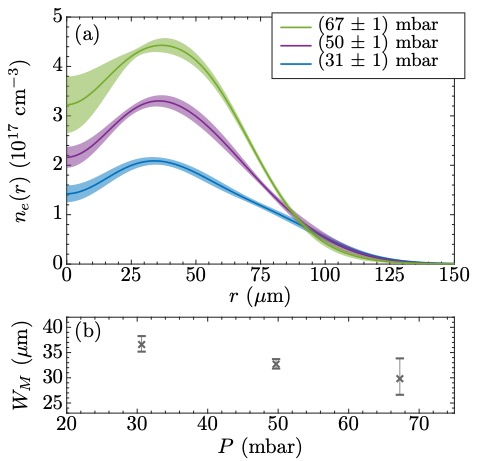 (a)
(67 ± 1) mbar
(50 ± 1) mbar
(31 ± 1) mbar
5
4
3
2
1
0
n_e(r) (10^17 cm^−3)
0 25 50 75 100 125 150
r (μm)
(b)
40
35
30
25
W_M (μm)
20 30 40 50 60 70
P (mbar)